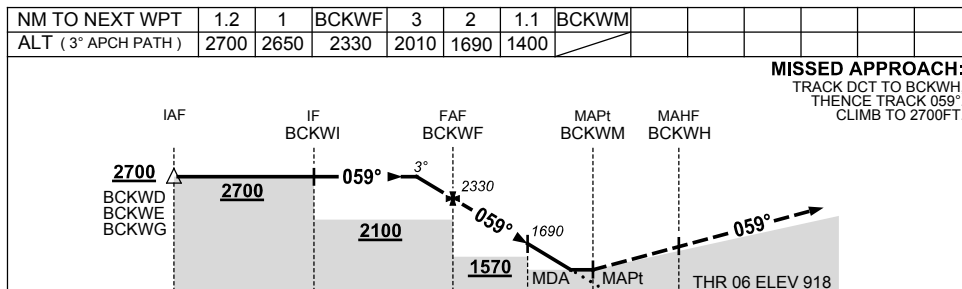 NM TO NEXT WPT 1.2 1 BCKWF 3 2 1.1 BCKWM
ALT ( 3° APCH PATH ) 2700 2650 2330 2010 1690 1400
MISSED APPROACH:
TRACK DCT TO BCKWH
THENCE TRACK 059°
CLIMB TO 2700FT
IAF IF FAF MAPt MAHF
BCKWI BCKWF BCKWM BCKWH
2700 2700 059° 3° 2330
BCKWD
BCKWE
BCKWG
2100 059° 1690 059°
1570 MDA MAPt THR 06 ELEV 918